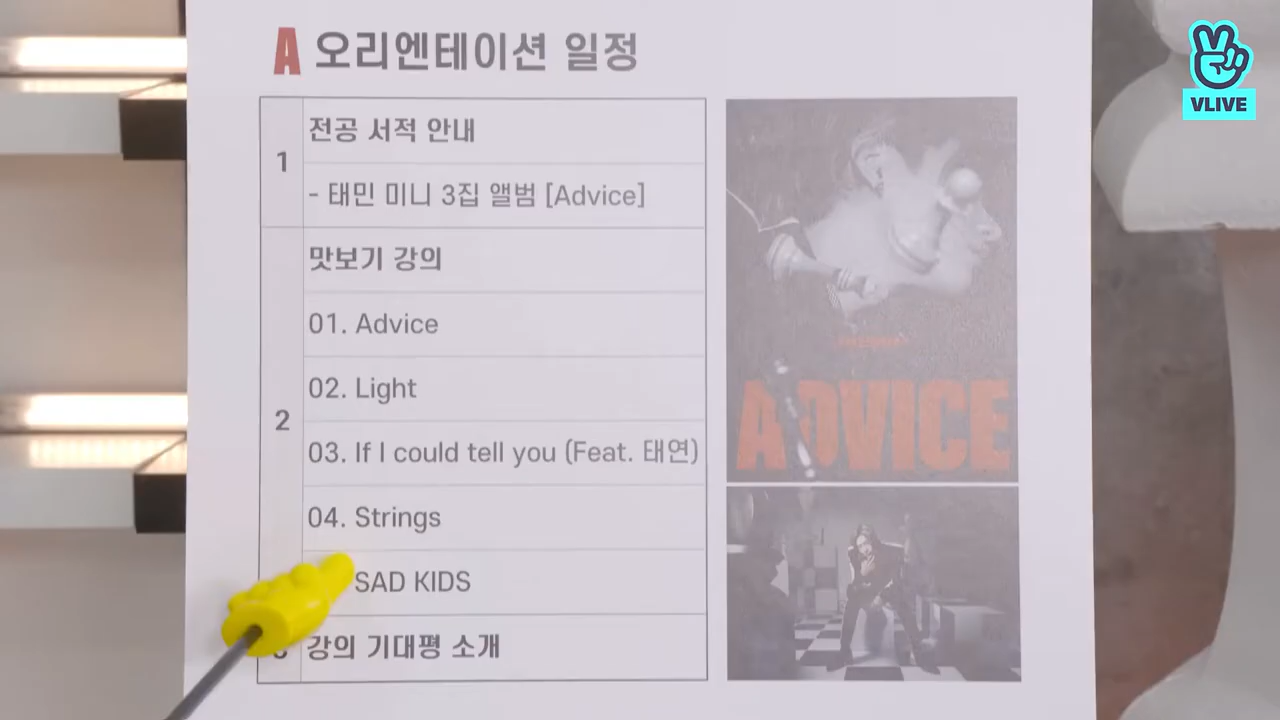 A 오리엔테이션 일정
VLIVE
1
전공 서적 안내
- 태민 미니 3집 앨범 [Advice]
2
맛보기 강의
01. Advice
02. Light
03. If I could tell you (Feat. 태연)
04. Strings
SAD KIDS
강의 기대평 소개
ADVICE